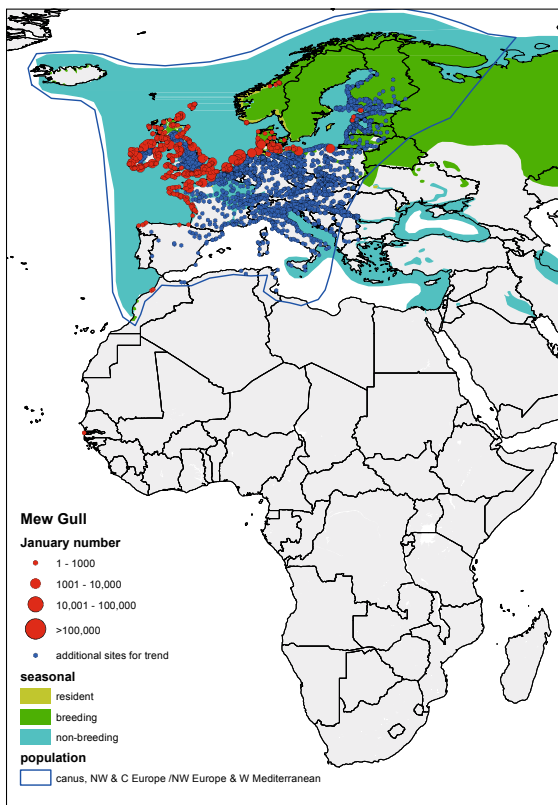 Mew Gull
January number
1 - 1000
1001 - 10,000
10,001 - 100,000
>100,000
additional sites for trend
seasonal
resident
breeding
non-breeding
population
canus, NW & C Europe /NW Europe & W Mediterranean